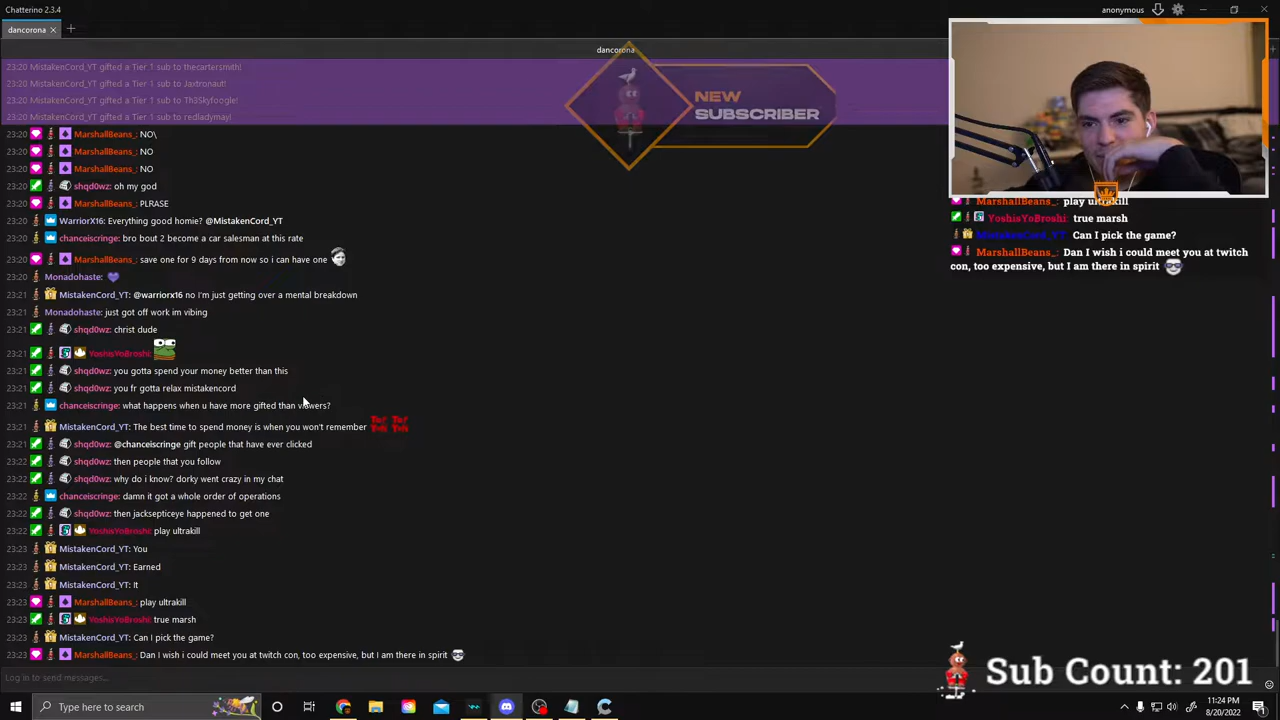 Chatterino 2.3.4
anonymous
dancorona
dancorona
23:20 MistakenCord_YT gifted a Tier 1 sub to thecartersmith!
23:20 MistakenCord_YT gifted a Tier 1 sub to Jaxtronaut!
23:20 MistakenCord_YT gifted a Tier 1 sub to Th3Skyfoogle!
23:20 MistakenCord_YT gifted a Tier 1 sub to redladymayl!
NEW
SUBSCRIBER
23:20 MarshallBeans_: NO\
23:20 MarshallBeans_: NO
23:20 MarshallBeans_: NO
23:20 shqd0wz: oh my god
23:20 MarshallBeans_: PLRASE
23:20 WarriorX16: Everything good homie? @MistakenCord_YT
23:20 chanceiscringe: bro bout 2 become a car salesman at this rate
23:20 MarshallBeans_: save one for 9 days from now so i can have one
23:20 Monadohaste:
23:21 MistakenCord_YT: @warriorx16 no I'm just getting over a mental breakdown
23:21 Monadohaste: just got off work im vibing
23:21 shqd0wz: christ dude
23:21 YoshisYoBroshi:
23:21 shqd0wz: you gotta spend your money better than this
23:21 shqd0wz: you fr gotta relax mistakencord
23:21 chanceiscringe: what happens when u have more gifted than viewers?
23:21 MistakenCord_YT: The best time to spend money is when you won't remember
23:21 shqd0wz: @chanceiscringe gift people that have ever clicked
23:22 shqd0wz: then people that you follow
23:22 shqd0wz: why do i know? dorky went crazy in my chat
23:22 chanceiscringe: damn it got a whole order of operations
23:22 shqd0wz: then jacksepticeye happened to get one
23:22 YoshisYoBroshi: play ultrakill
23:23 MistakenCord_YT: You
23:23 MistakenCord_YT: Earned
23:23 MistakenCord_YT: It
23:23 MarshallBeans_: play ultrakill
23:23 YoshisYoBroshi: true marsh
23:23 MistakenCord_YT: Can I pick the game?
23:23 MarshallBeans_: Dan I wish i could meet you at twitch con, too expensive, but I am there in spirit
Log in to send messages...
MarshallBeans_: play ultrakill
YoshisYoBroshi: true marsh
MistakenCord_YT: Can I pick the game?
MarshallBeans_: Dan I wish i could meet you at twitch
con, too expensive, but I am there in spirit
Sub Count: 201
Type here to search
11:24 PM
8/20/2022